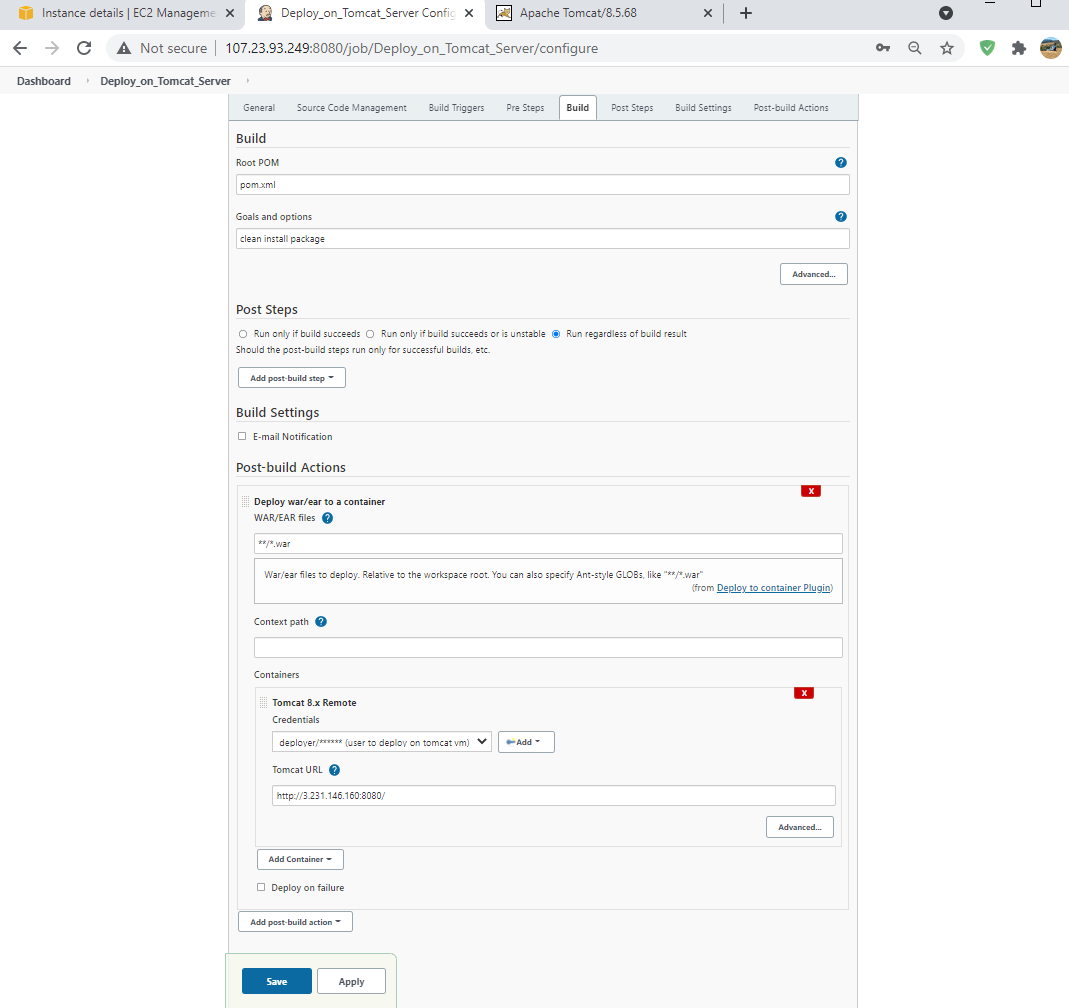 Instance details | EC2 Manageme
Deploy_on_Tomcat_Server Config
Apache Tomcat/8.5.68
Not secure | 107.23.93.249:8080/job/Deploy_on_Tomcat_Server/configure
Dashboard › Deploy_on_Tomcat_Server ›
General Source Code Management Build Triggers Pre Steps Build Post Steps Build Settings Post-build Actions
Build
Root POM
pom.xml
Goals and options
clean install package
Advanced...
Post Steps
Run only if build succeeds Run only if build succeeds or is unstable Run regardless of build result
Should the post-build steps run only for successful builds, etc.
Add post-build step
Build Settings
E-mail Notification
Post-build Actions
X
Deploy war/ear to a container
WAR/EAR files ?
**/*.war
War/ear files to deploy. Relative to the workspace root. You can also specify Ant-style GLOBs, like "**/*.war"
(from Deploy to container Plugin)
Context path ?
Containers
X
Tomcat 8.x Remote
Credentials
deployer/****** (user to deploy on tomcat vm) Add
Tomcat URL ?
http://3.231.146.160:8080/
Advanced...
Add Container
Deploy on failure
Add post-build action
Save Apply